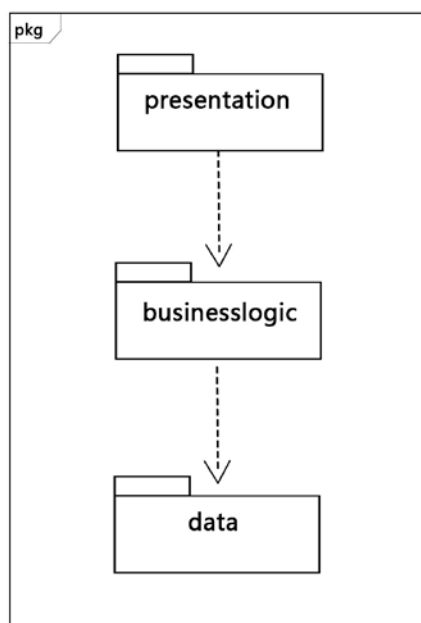 pkg
presentation
businesslogic
data